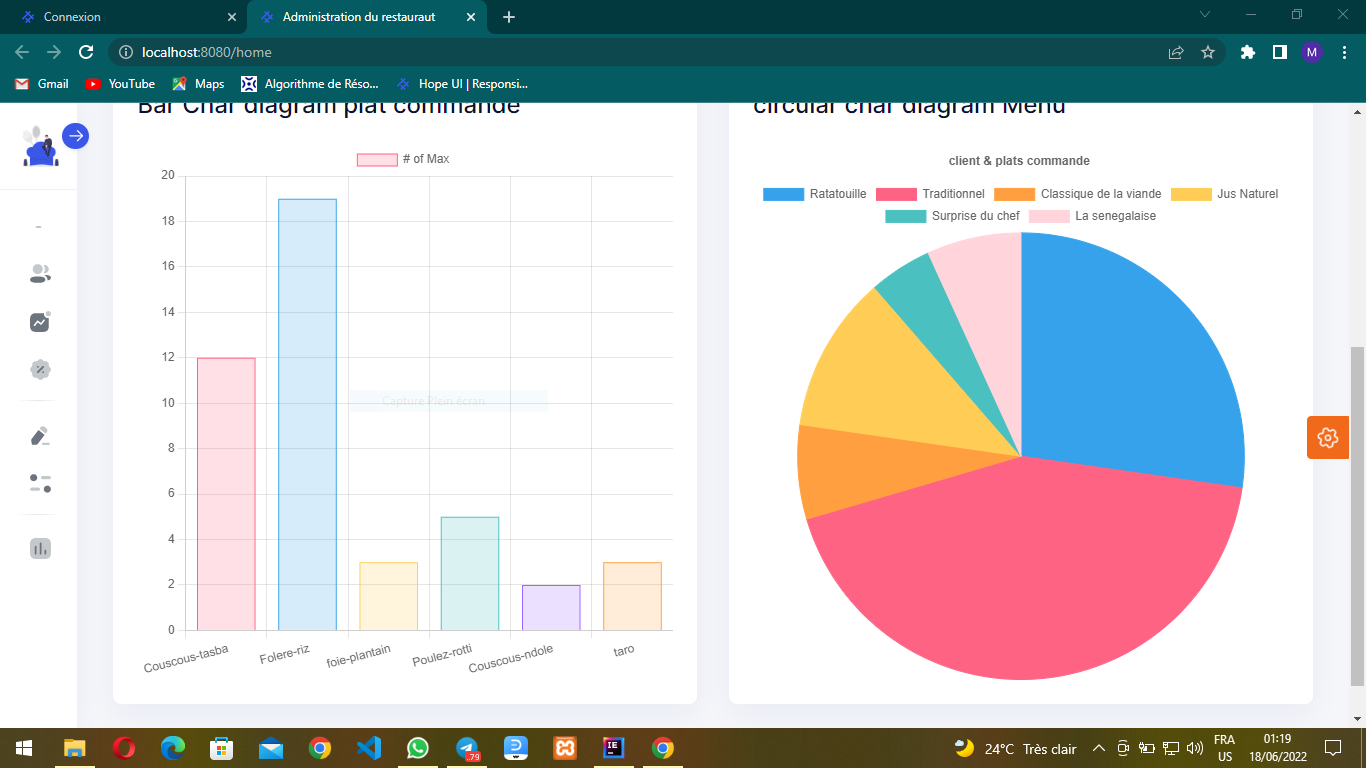 Connexion
Administration du restauraut
localhost:8080/home
M
Gmail
YouTube
Maps
Algorithme de Réso...
Hope UI | Responsi...
Bar Char diagram plat commande
# of Max
20
18
16
14
12
10
8
6
4
2
0
Capture Plein écran
Couscous-tasba
Folere-riz
foie-plantain
Poulez-rotti
Couscous-ndole
taro
circular char diagram Menu
client & plats commande
Ratatouille Traditionnel Classique de la viande Jus Naturel
Surprise du chef La senegalaise
.79
IE
24°C Très clair
FRA
US
01:19
18/06/2022